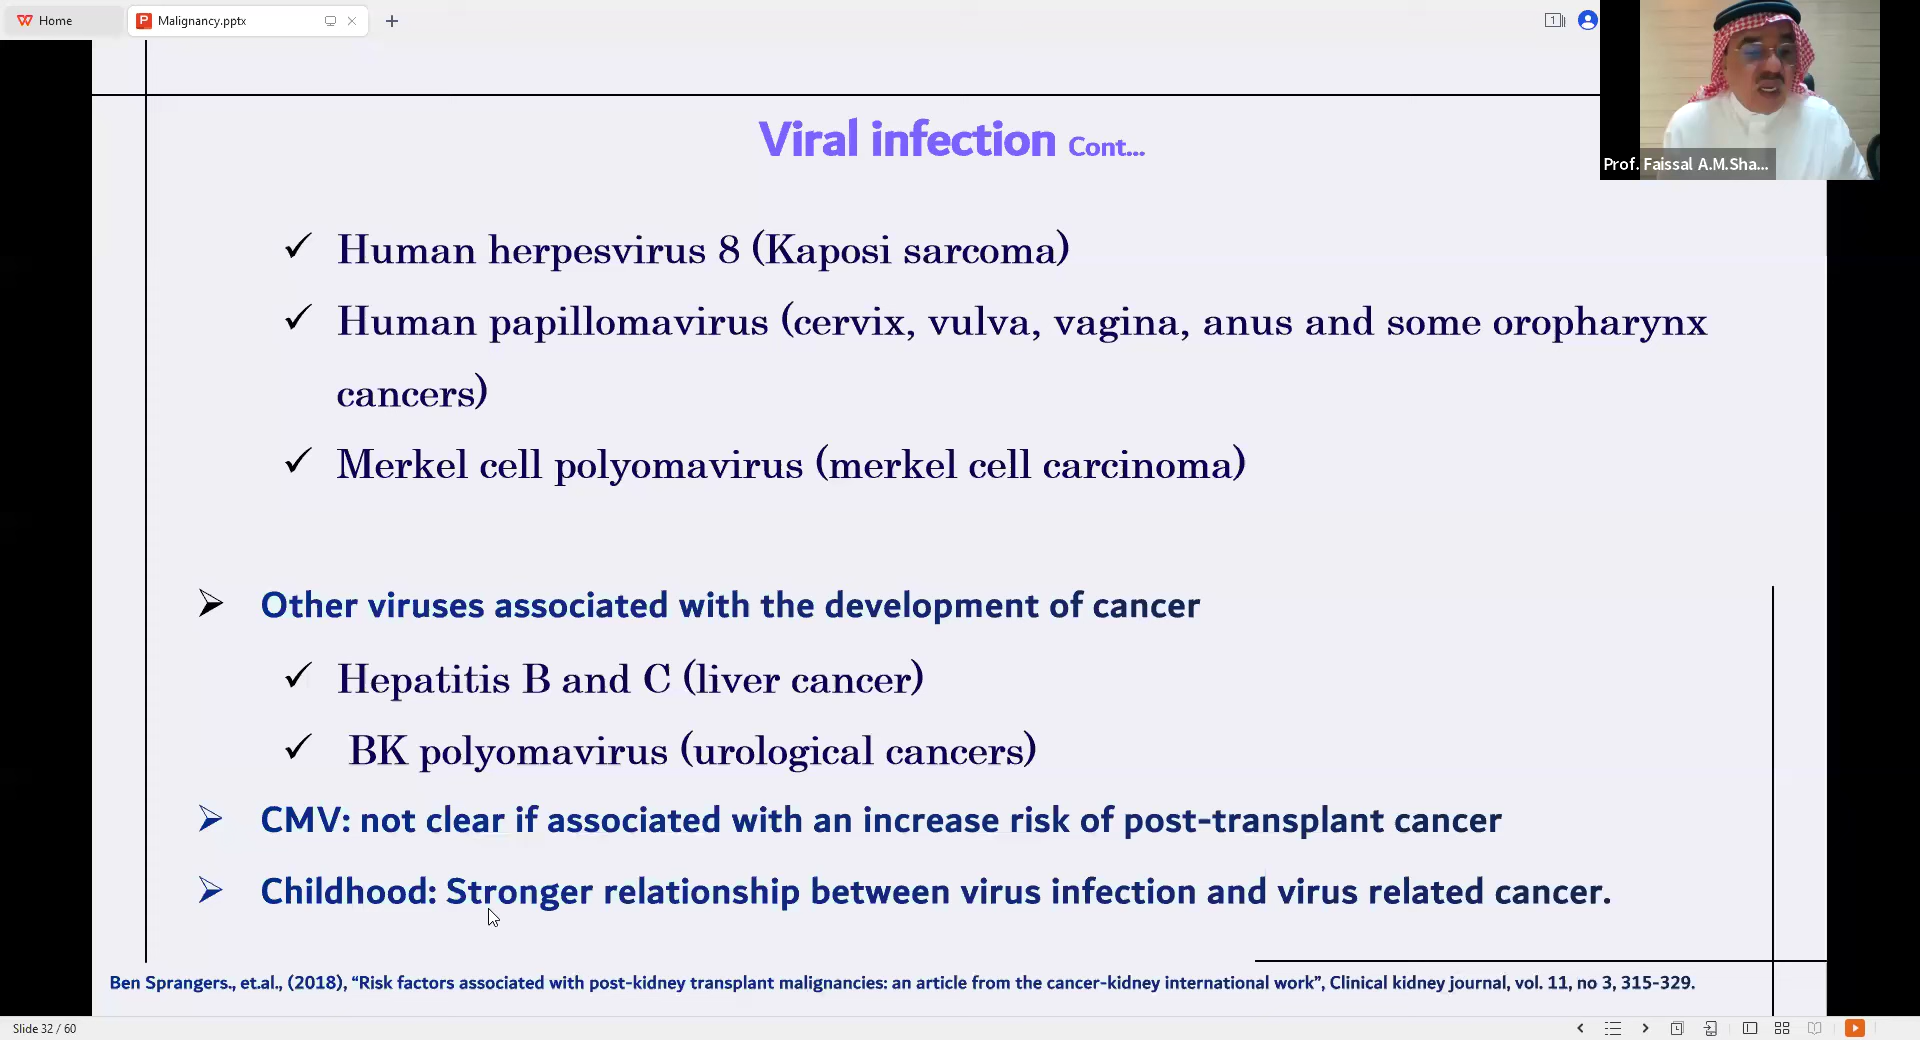 Home
Malignancy.pptx
Viral infection Cont...
Prof. Faissal A.M.Sha...
✓ Human herpesvirus 8 (Kaposi sarcoma)
✓ Human papillomavirus (cervix, vulva, vagina, anus and some oropharynx
cancers)
✓ Merkel cell polyomavirus (merkel cell carcinoma)
➢ Other viruses associated with the development of cancer
✓ Hepatitis B and C (liver cancer)
✓ BK polyomavirus (urological cancers)
➢ CMV: not clear if associated with an increase risk of post-transplant cancer
➢ Childhood: Stronger relationship between virus infection and virus related cancer.
Ben Sprangers., et.al., (2018), “Risk factors associated with post-kidney transplant malignancies: an article from the cancer-kidney international work”, Clinical kidney journal, vol. 11, no 3, 315-329.
Slide 32 / 60